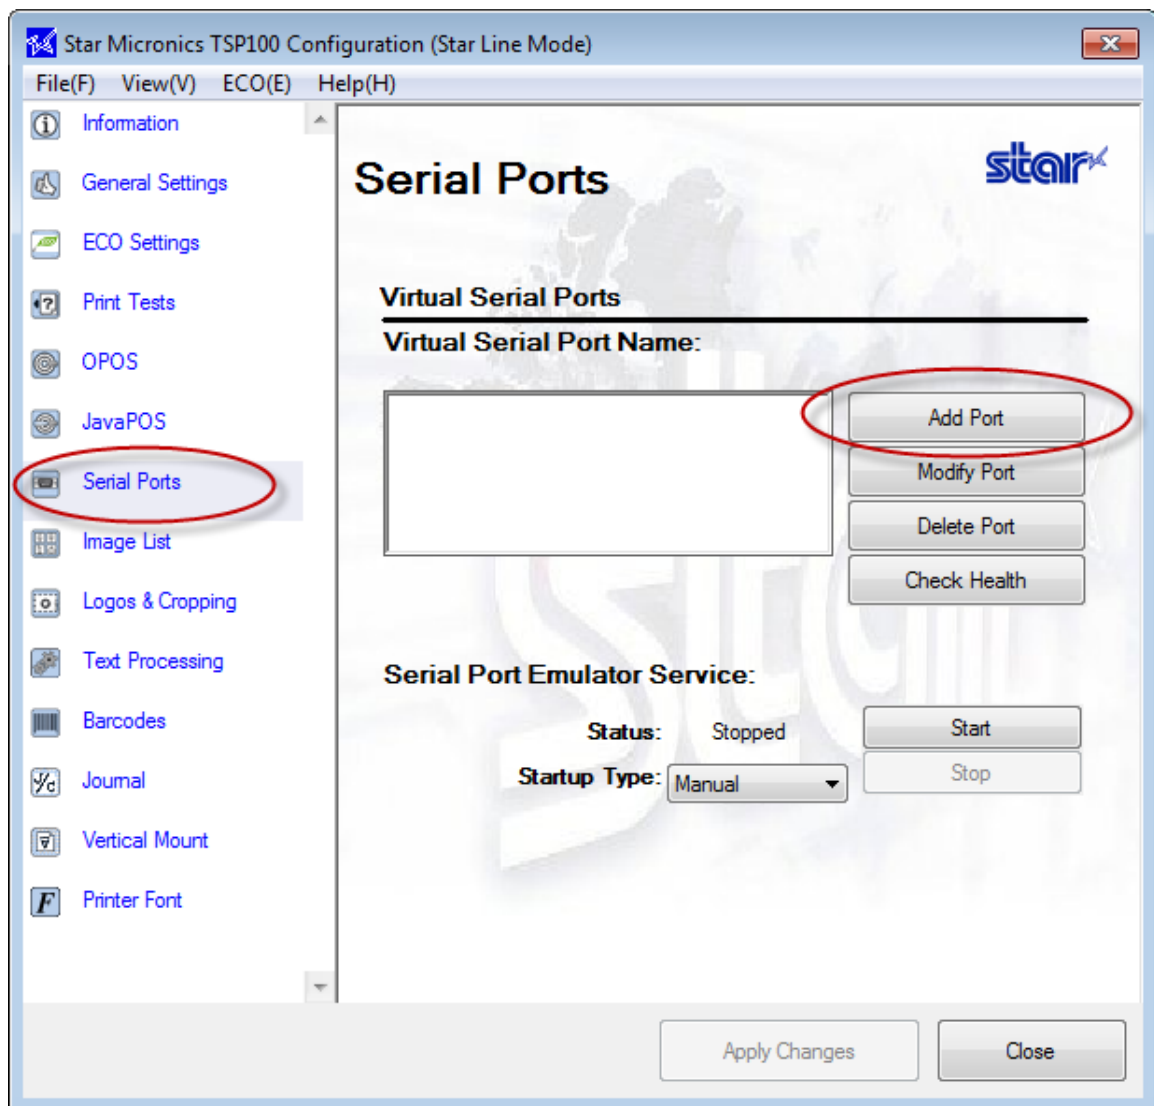 Star Micronics TSP100 Configuration (Star Line Mode)
File(F) View(V) ECO(E) Help(H)
Information
General Settings
ECO Settings
Print Tests
OPOS
JavaPOS
Serial Ports
Image List
Logos & Cropping
Text Processing
Barcodes
Journal
Vertical Mount
Printer Font
star
Serial Ports
Virtual Serial Ports
Virtual Serial Port Name:
Add Port
Modify Port
Delete Port
Check Health
Serial Port Emulator Service:
Status: Stopped Start
Startup Type: Manual Stop
Apply Changes Close